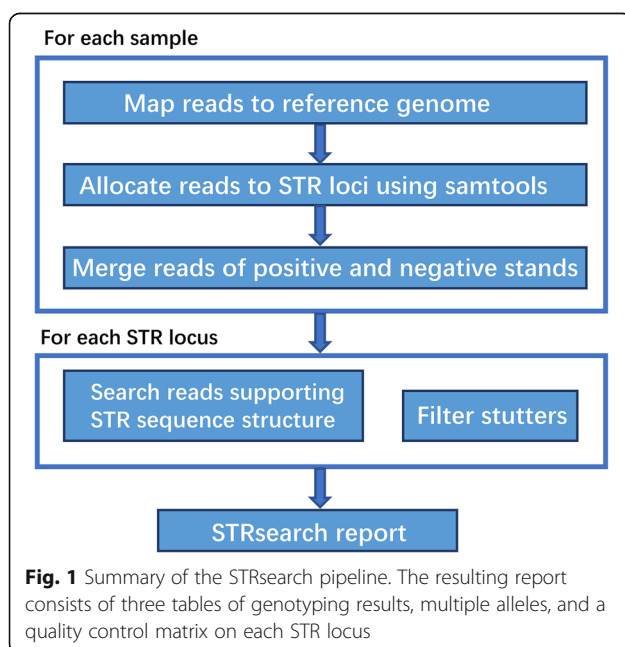 For each sample
Map reads to reference genome
Allocate reads to STR loci using samtools
Merge reads of positive and negative stands
For each STR locus
Search reads supporting
STR sequence structure
Filter stutters
STRsearch report
Fig. 1 Summary of the STRsearch pipeline. The resulting report
consists of three tables of genotyping results, multiple alleles, and a
quality control matrix on each STR locus